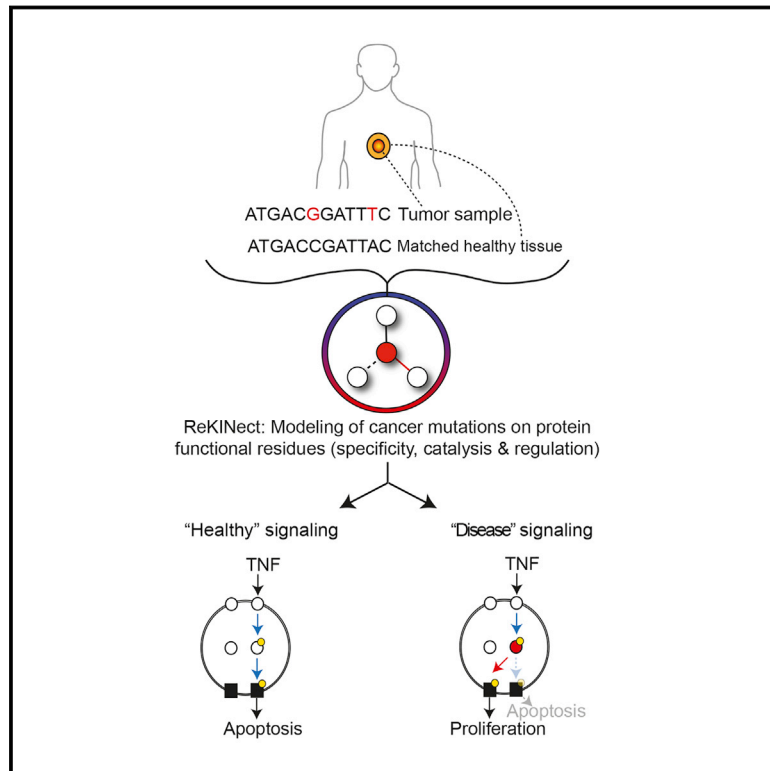 ATGACGGATTTC Tumor sample
ATGACCGATTAC Matched healthy tissue
ReKINect: Modeling of cancer mutations on protein
functional residues (specificity, catalysis & regulation)
"Healthy" signaling
TNF
Apoptosis
"Disease" signaling
TNF
Apoptosis
Proliferation